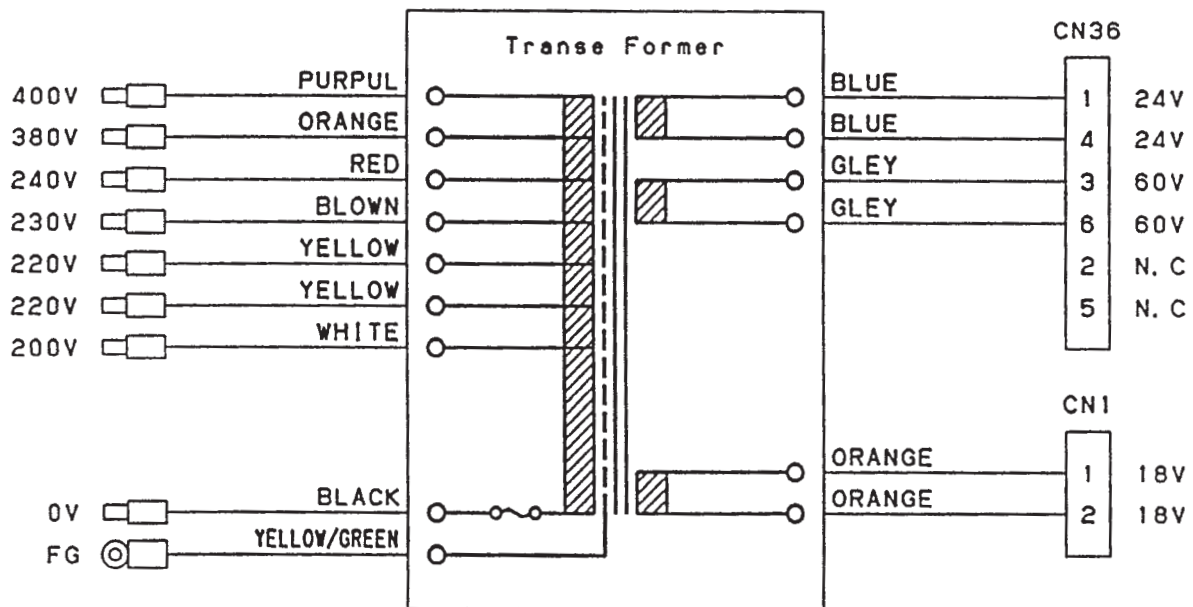 Transe Former
CN36
400V PURPUL BLUE 1 24V
380V ORANGE BLUE 4 24V
240V RED GLEY 3 60V
230V BLOWN GLEY 6 60V
220V YELLOW 2 N.C
220V YELLOW 5 N.C
200V WHITE
CN1
ORANGE 1 18V
0V BLACK ORANGE 2 18V
FG YELLOW/GREEN